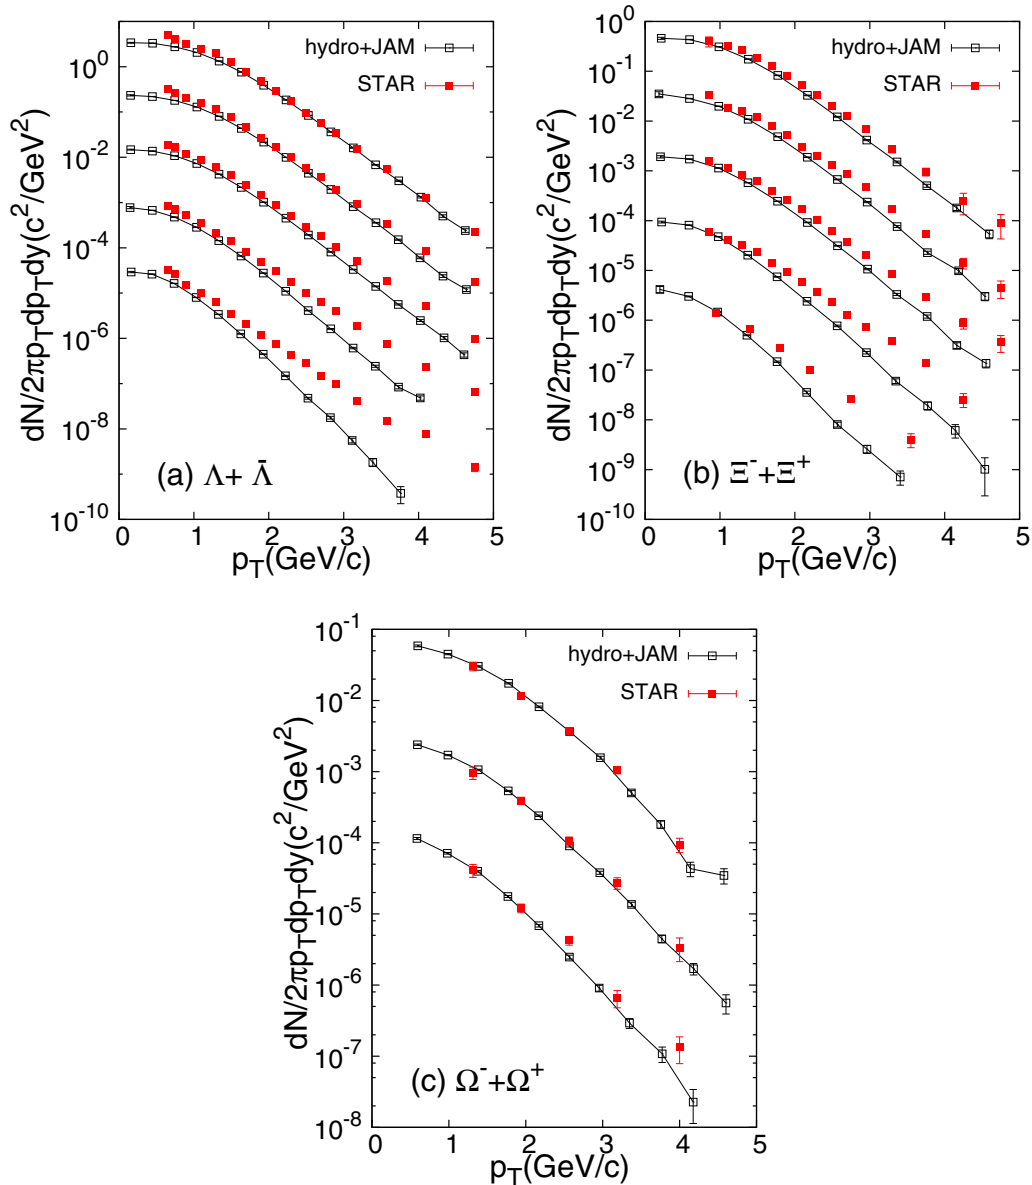 hydro+JAM
STAR
10^0
10^-2
10^-4
10^-6
10^-8
10^-10
dN/2πp_T dp_T dy(c^2/GeV^2)
(a) Λ+ Λ̄
0 1 2 3 4 5
p_T(GeV/c)
hydro+JAM
STAR
10^0
10^-1
10^-2
10^-3
10^-4
10^-5
10^-6
10^-7
10^-8
10^-9
10^-10
dN/2πp_T dp_T dy(c^2/GeV^2)
(b) Ξ^-+Ξ^+
0 1 2 3 4 5
p_T(GeV/c)
hydro+JAM
STAR
10^-1
10^-2
10^-3
10^-4
10^-5
10^-6
10^-7
10^-8
dN/2πp_T dp_T dy(c^2/GeV^2)
(c) Ω^-+Ω^+
0 1 2 3 4 5
p_T(GeV/c)